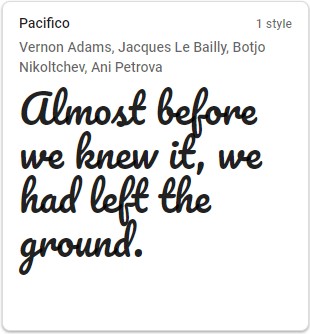 Pacifico
1 style
Vernon Adams, Jacques Le Bailly, Botjo
Nikoltchev, Ani Petrova
Almost before
we knew it, we
had left the
ground.